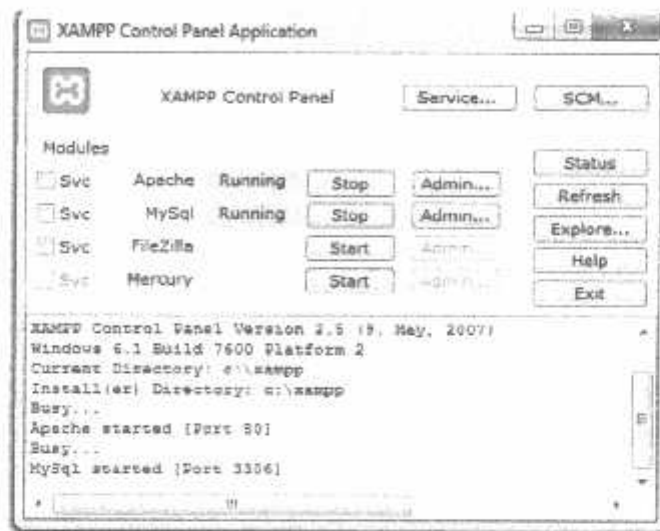 XAMPP Control Panel Application
XAMPP Control Panel Service... SCM...
Modules
Status
Svc Apache Running Stop Admin...
Refresh
Svc MySql Running Stop Admin...
Explore...
Svc FileZilla Start Admin...
Help
Svc Mercury Start Admin...
Exit
XAMPP Control Panel Version 2.5 (9. May, 2007)
Windows 6.1 Build 7600 Platform 2
Current Directory: c:\xampp
Install(er) Directory: c:\xampp
Busy...
Apache started [Port 80]
Busy...
MySql started [Port 3306]